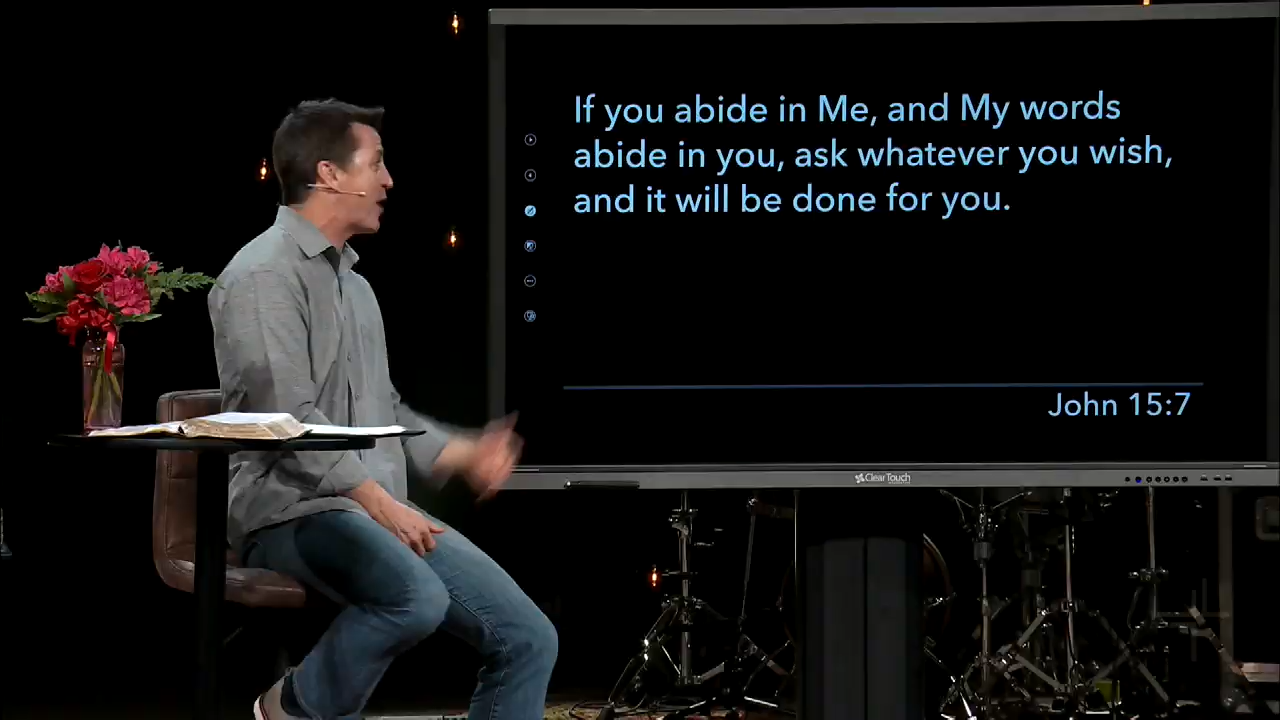 If you abide in Me, and My words
abide in you, ask whatever you wish,
and it will be done for you.
John 15:7
ClearTouch